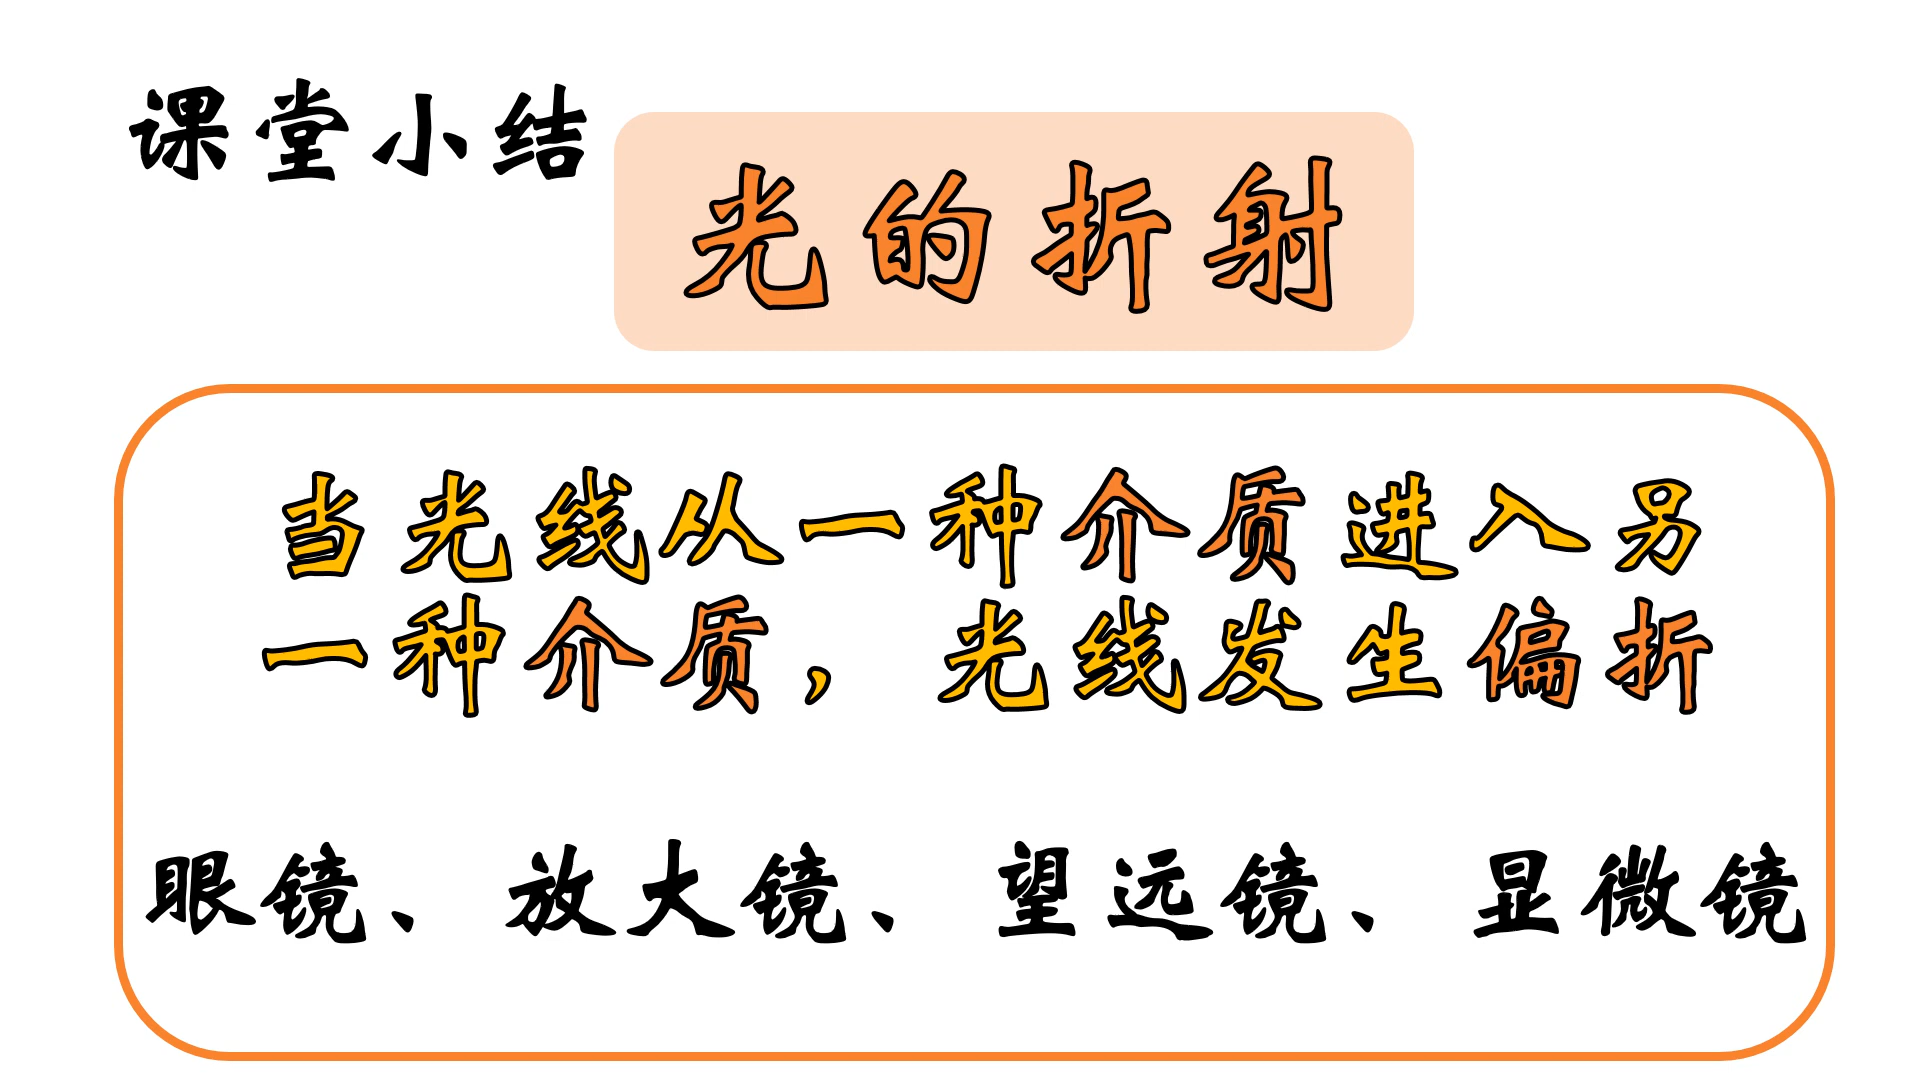 课堂小结
光的折射
当光线从一种介质进入另
一种介质，光线发生偏折
眼镜、放大镜、望远镜、显微镜